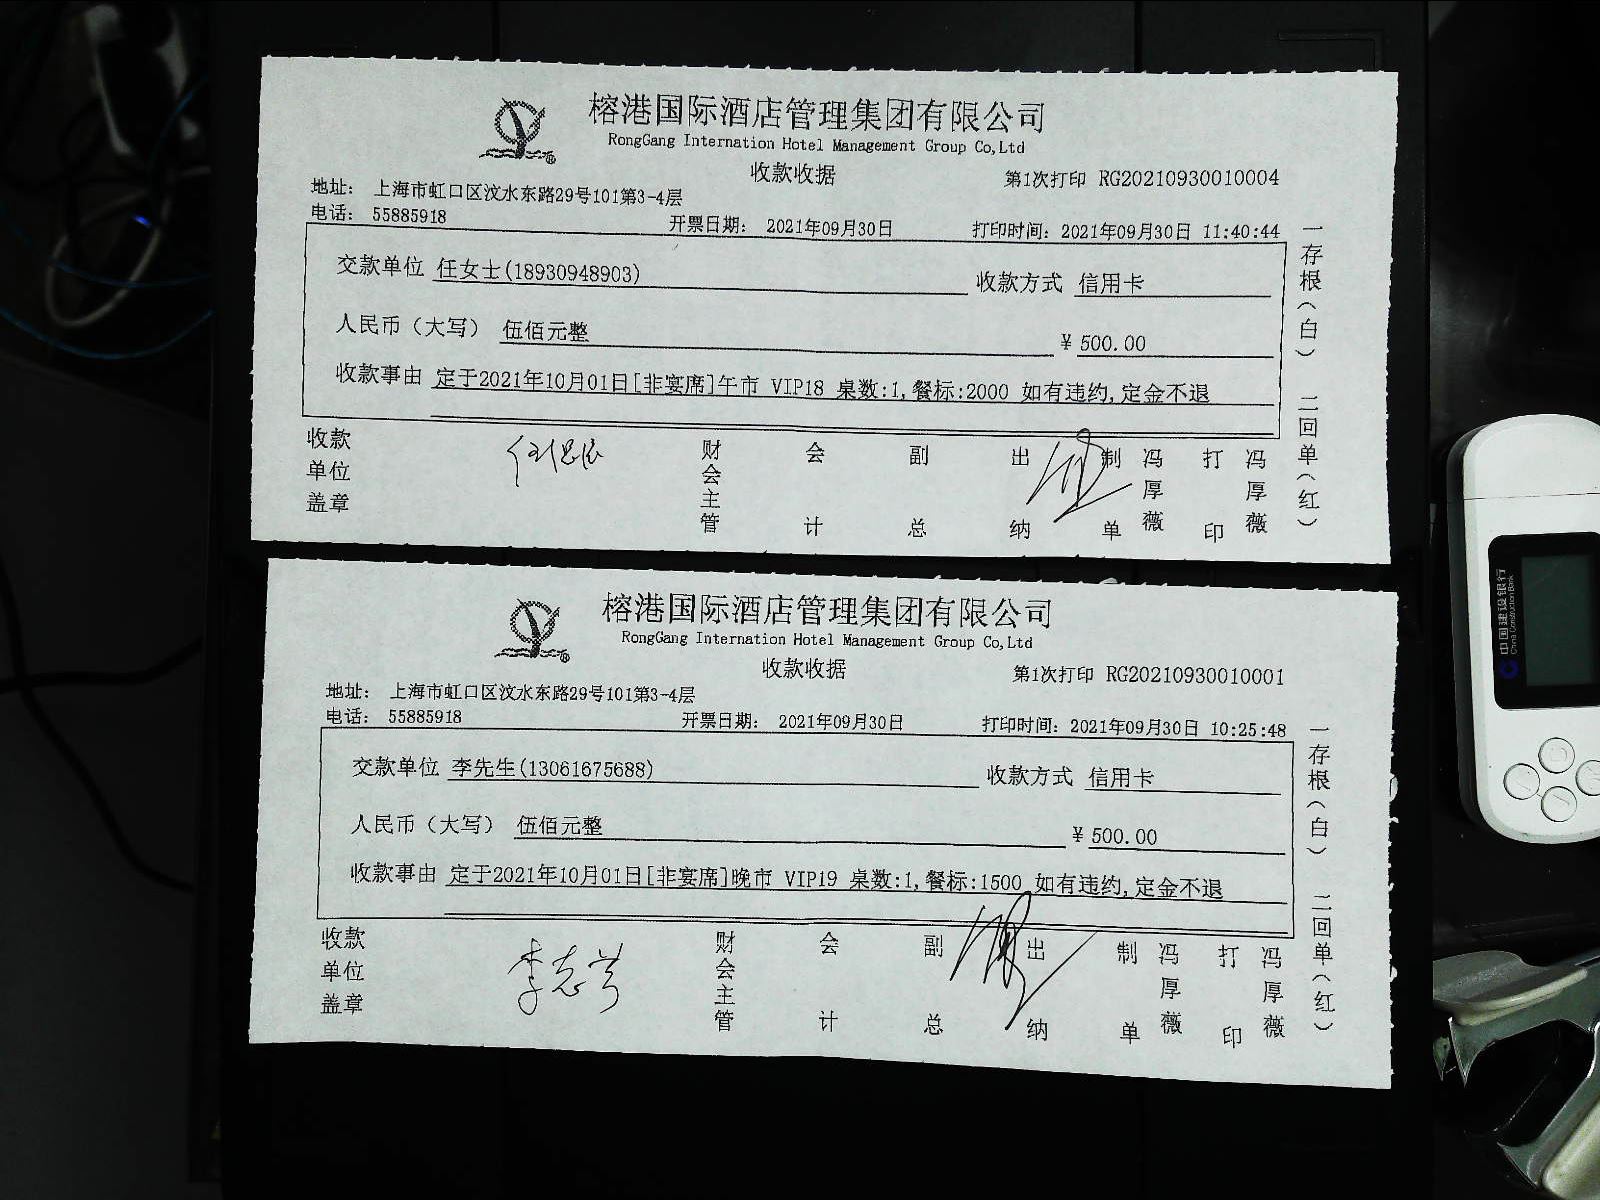 榕港国际酒店管理集团有限公司
RongGang Internation Hotel Management Group Co,Ltd
收款收据
第1次打印 RG20210930010004
地址： 上海市虹口区汶水东路29号101第3-4层
电话： 55885918 开票日期： 2021年09月30日 打印时间：2021年09月30日 11:40:44
交款单位 任女士(18930948903) 收款方式 信用卡
人民币（大写） 伍佰元整 ￥500.00
收款事由 定于2021年10月01日[非宴席]午市 VIP18 桌数:1,餐标:2000 如有违约,定金不退
收款单位盖章 财会主管 会计 副总 出纳 制单 冯厚薇 打印 冯厚薇
一存根（白） 二回单（红）
榕港国际酒店管理集团有限公司
RongGang Internation Hotel Management Group Co,Ltd
收款收据
第1次打印 RG20210930010001
地址： 上海市虹口区汶水东路29号101第3-4层
电话： 55885918 开票日期： 2021年09月30日 打印时间：2021年09月30日 10:25:48
交款单位 李先生(13061675688) 收款方式 信用卡
人民币（大写） 伍佰元整 ￥500.00
收款事由 定于2021年10月01日[非宴席]晚市 VIP19 桌数:1,餐标:1500 如有违约,定金不退
收款单位盖章 财会主管 会计 副总 出纳 制单 冯厚薇 打印 冯厚薇
一存根（白） 二回单（红）
中国建设银行
China Construction Bank